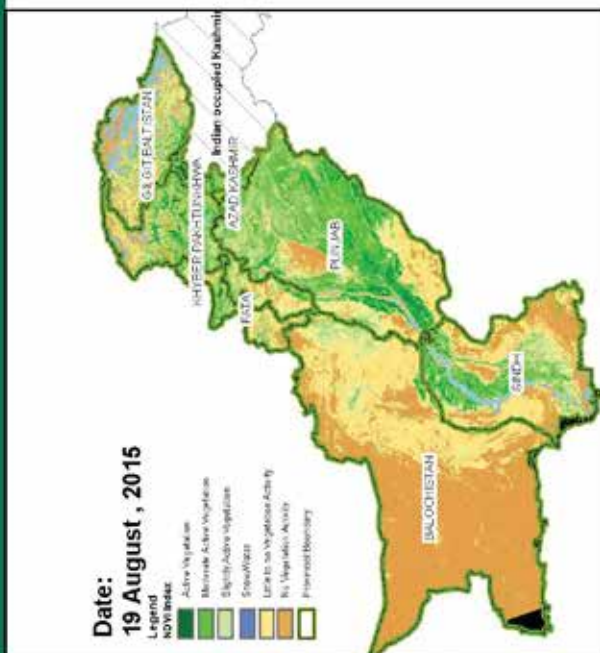 Date:
19 August , 2015
Legend
NDVI Index
Active Vegetation
Moderate Active Vegetation
Slightly Active Vegetation
Snow/Water
Little to no Vegetation Activity
No Vegetation Activity
Provincial Boundary
GILGIT BALTISTAN
KHYBER PAKHTUNKHWA
Indian occupied Kashmir
AZAD KASHMIR
FATA
PUNJAB
BALOCHISTAN
SINDH